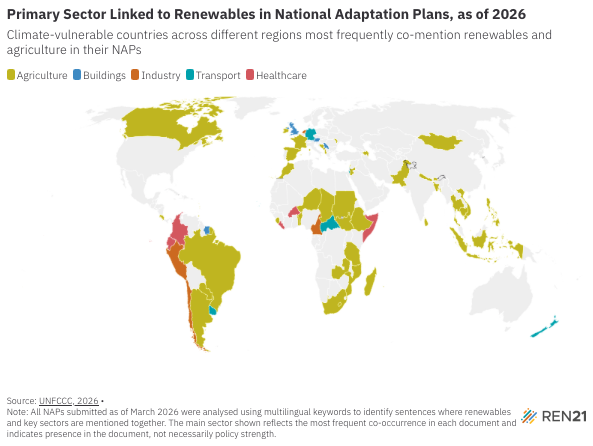 Primary Sector Linked to Renewables in National Adaptation Plans, as of 2026
Climate-vulnerable countries across different regions most frequently co-mention renewables and
agriculture in their NAPs
Agriculture Buildings Industry Transport Healthcare
Source: UNFCCC, 2026 •
Note: All NAPs submitted as of March 2026 were analysed using multilingual keywords to identify sentences where renewables
and key sectors are mentioned together. The main sector shown reflects the most frequent co-occurrence in each document and
indicates presence in the document, not necessarily policy strength.
REN21